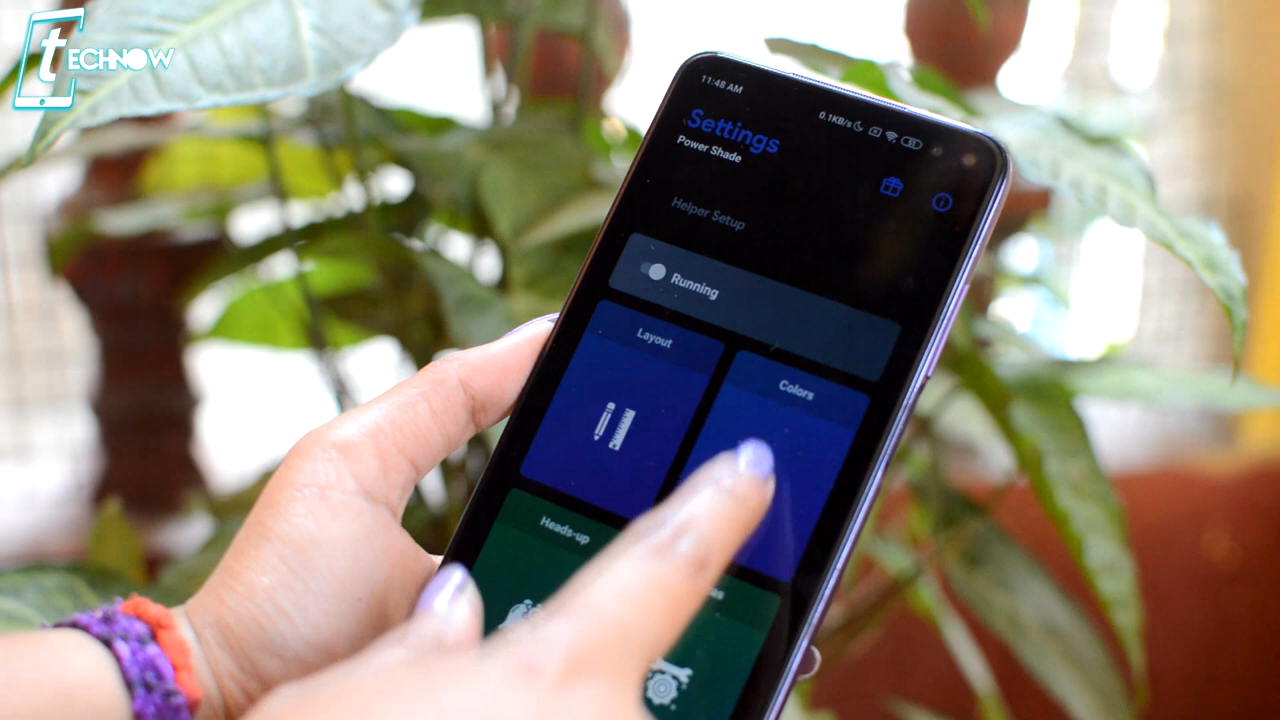 tECHNOW
11:48 AM
0.1KB/s
Settings
Power Shade
Helper Setup
Running
Layout
Colors
Heads-up